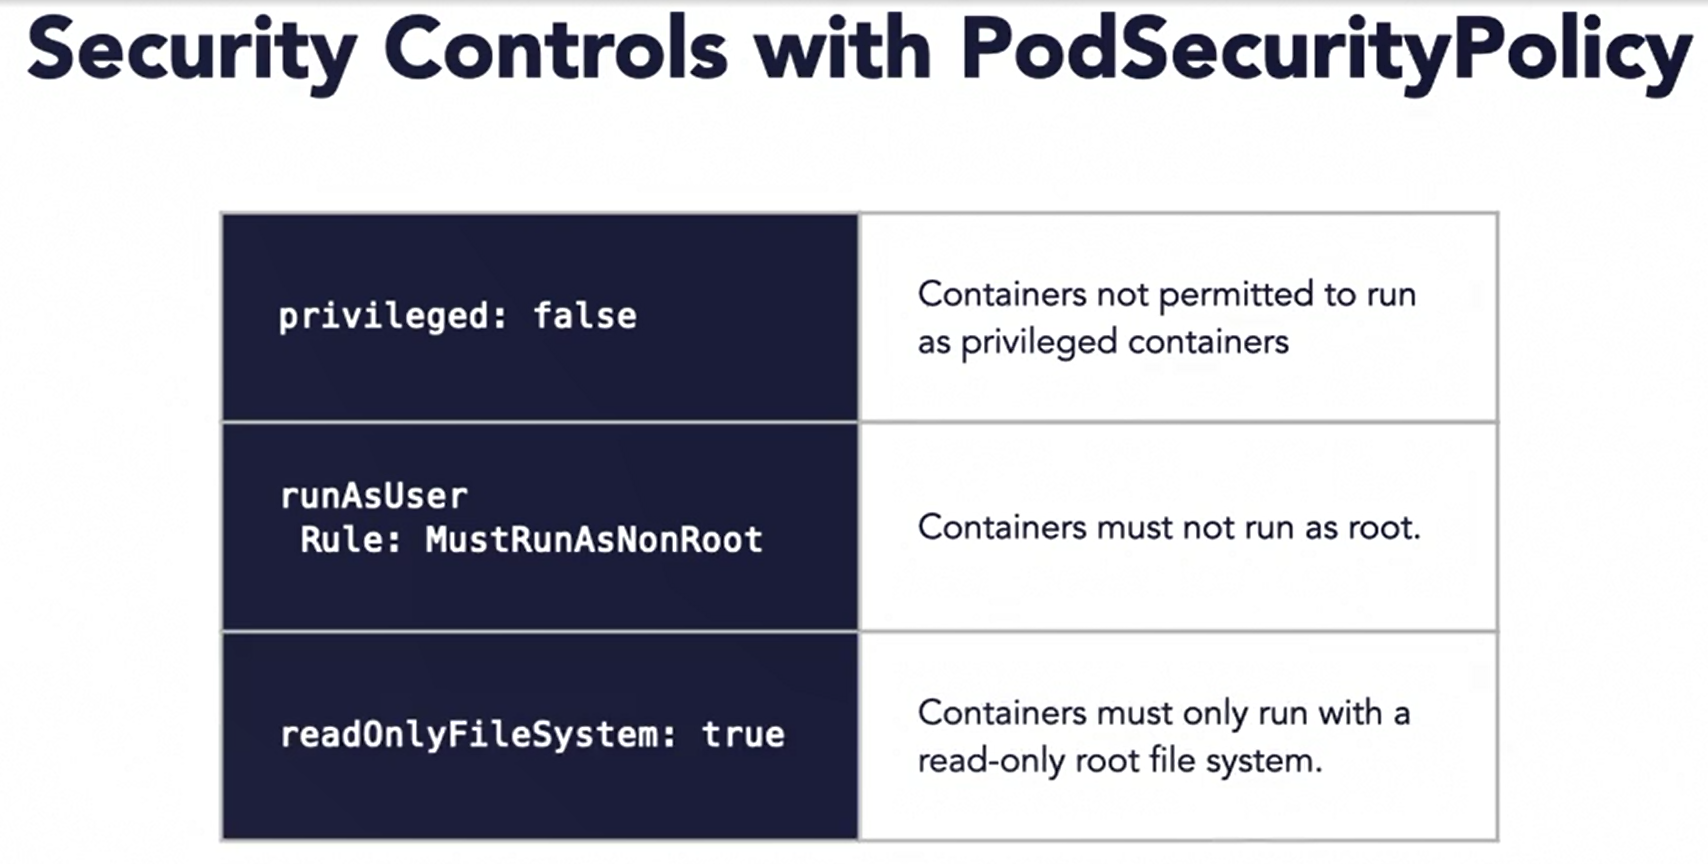 Security Controls with PodSecurityPolicy
privileged: false
Containers not permitted to run
as privileged containers
runAsUser
Rule: MustRunAsNonRoot
Containers must not run as root.
readOnlyFileSystem: true
Containers must only run with a
read-only root file system.